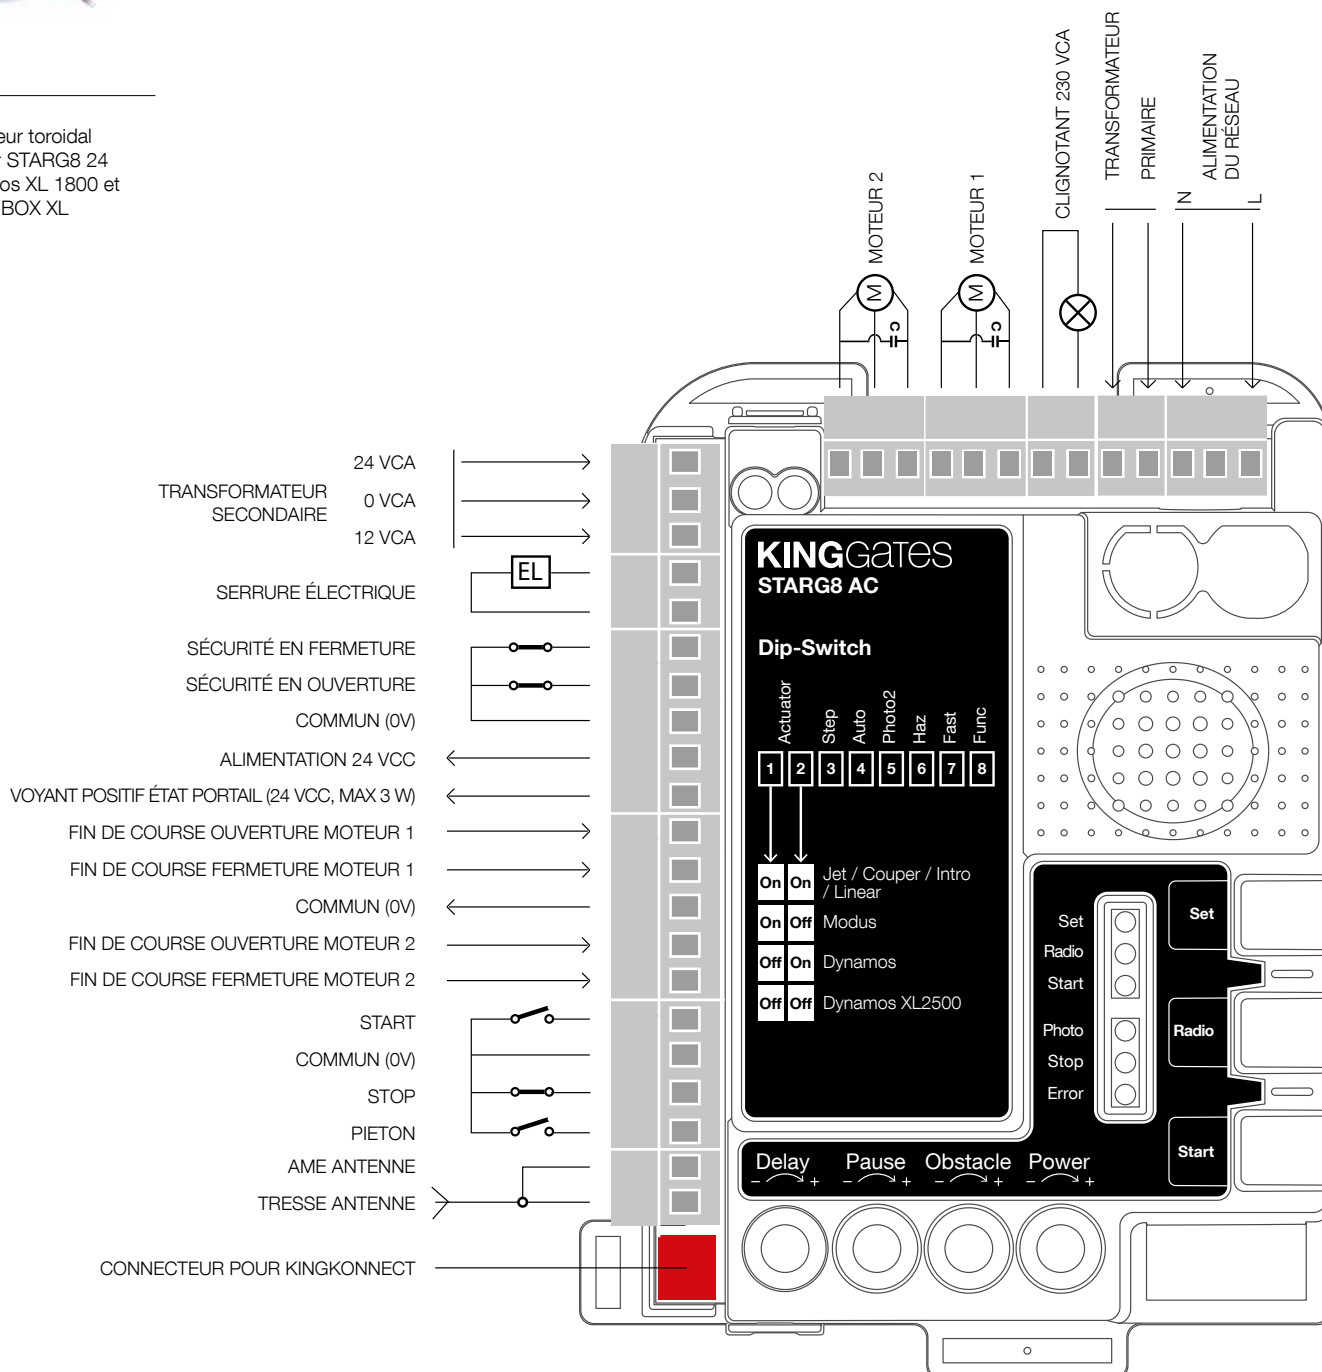 eur toroidal
r STARG8 24
os XL 1800 et
BOX XL
MOTEUR 2
MOTEUR 1
CLIGNOTANT 230 VCA
TRANSFORMATEUR
PRIMAIRE
ALIMENTATION
DU RÉSEAU
N
L
M
M
C
C
24 VCA
TRANSFORMATEUR
SECONDAIRE
0 VCA
12 VCA
EL
SERRURE ÉLECTRIQUE
SÉCURITÉ EN FERMETURE
SÉCURITÉ EN OUVERTURE
COMMUN (0V)
ALIMENTATION 24 VCC
VOYANT POSITIF ÉTAT PORTAIL (24 VCC, MAX 3 W)
FIN DE COURSE OUVERTURE MOTEUR 1
FIN DE COURSE FERMETURE MOTEUR 1
COMMUN (0V)
FIN DE COURSE OUVERTURE MOTEUR 2
FIN DE COURSE FERMETURE MOTEUR 2
START
COMMUN (0V)
STOP
PIETON
AME ANTENNE
TRESSE ANTENNE
CONNECTEUR POUR KINGKONNECT
KINGGATES
STARG8 AC
Dip-Switch
Actuator
Step
Auto
Photo2
Haz
Fast
Func
1 2 3 4 5 6 7 8
On On Jet / Couper / Intro
/ Linear
On Off Modus
Off On Dynamos
Off Off Dynamos XL2500
Set
Radio
Start
Photo
Stop
Error
Set
Radio
Start
Delay Pause Obstacle Power
- + - + - + - +